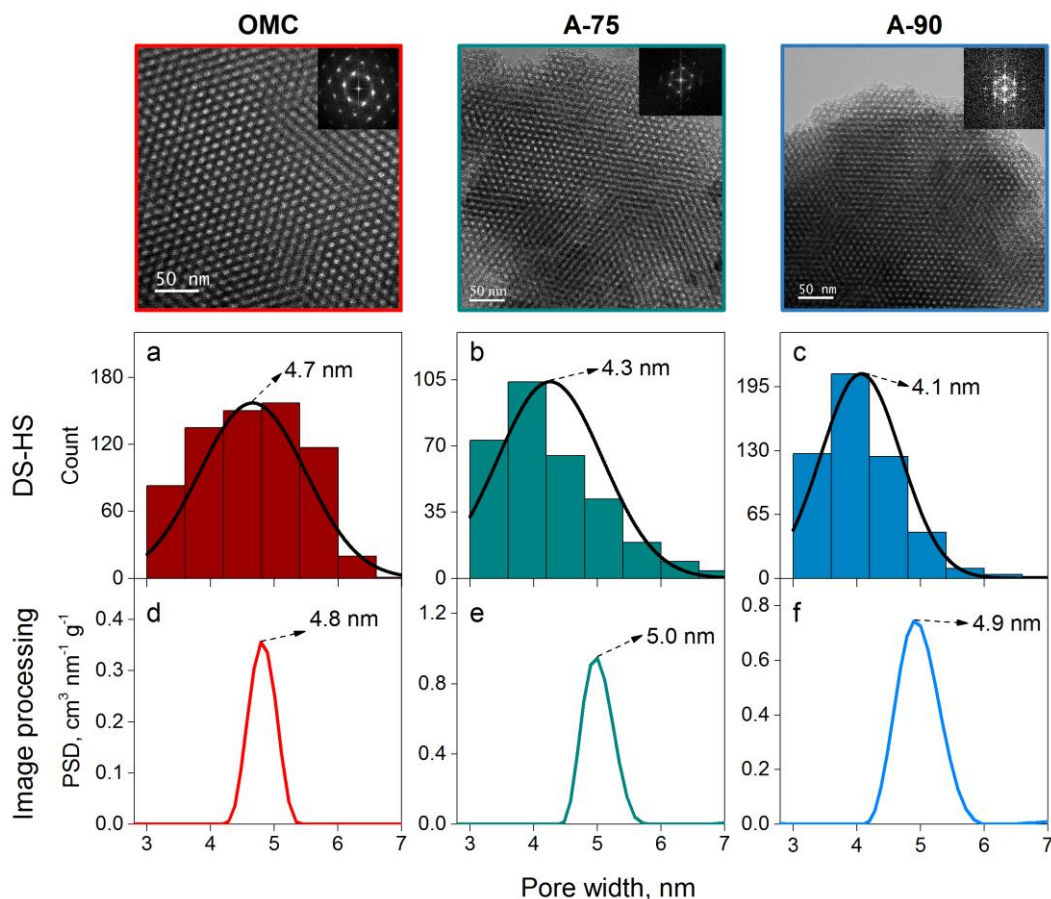 OMC A-75 A-90
50 nm 50 nm 50 nm
DS-HS
Count
a b c
4.7 nm 4.3 nm 4.1 nm
180 105 195
120 70 130
60 35 65
0 0 0
Image processing
PSD, cm³ nm⁻¹ g⁻¹
d e f
4.8 nm 5.0 nm 4.9 nm
0.4 1.2 0.8
0.3 0.8 0.6
0.2 0.4 0.4
0.1 0.2
0.0 0.0 0.0
3 4 5 6 7 3 4 5 6 7 3 4 5 6 7
Pore width, nm